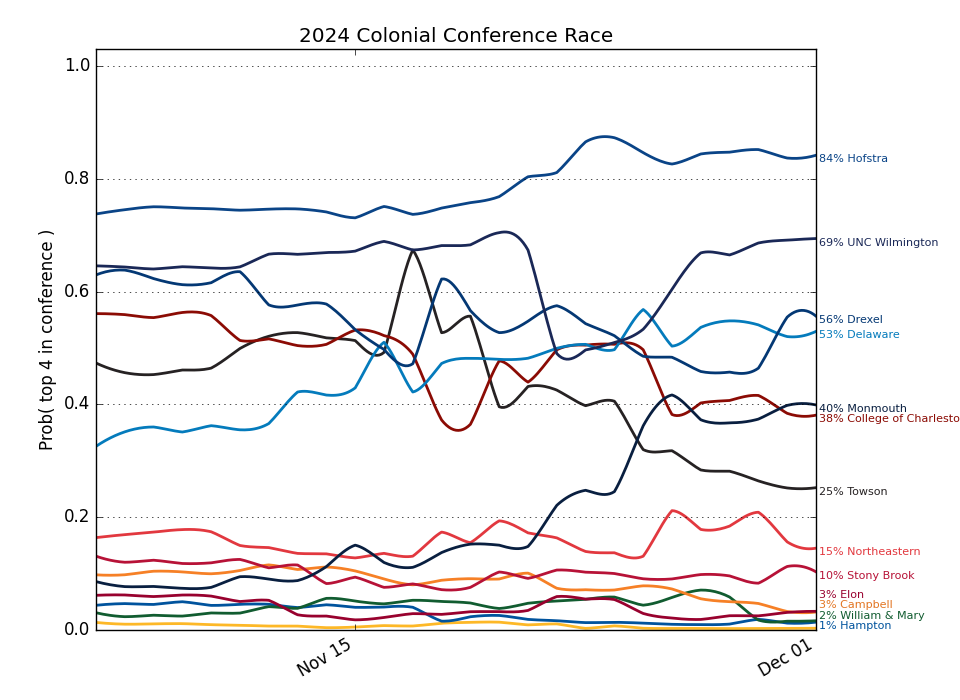 2024 Colonial Conference Race
1.0
0.8
0.6
0.4
0.2
0.0
Prob( top 4 in conference )
Nov 15
Dec 01
84% Hofstra
69% UNC Wilmington
56% Drexel
53% Delaware
40% Monmouth
38% College of Charlesto
25% Towson
15% Northeastern
10% Stony Brook
3% Elon
3% Campbell
2% William & Mary
1% Hampton